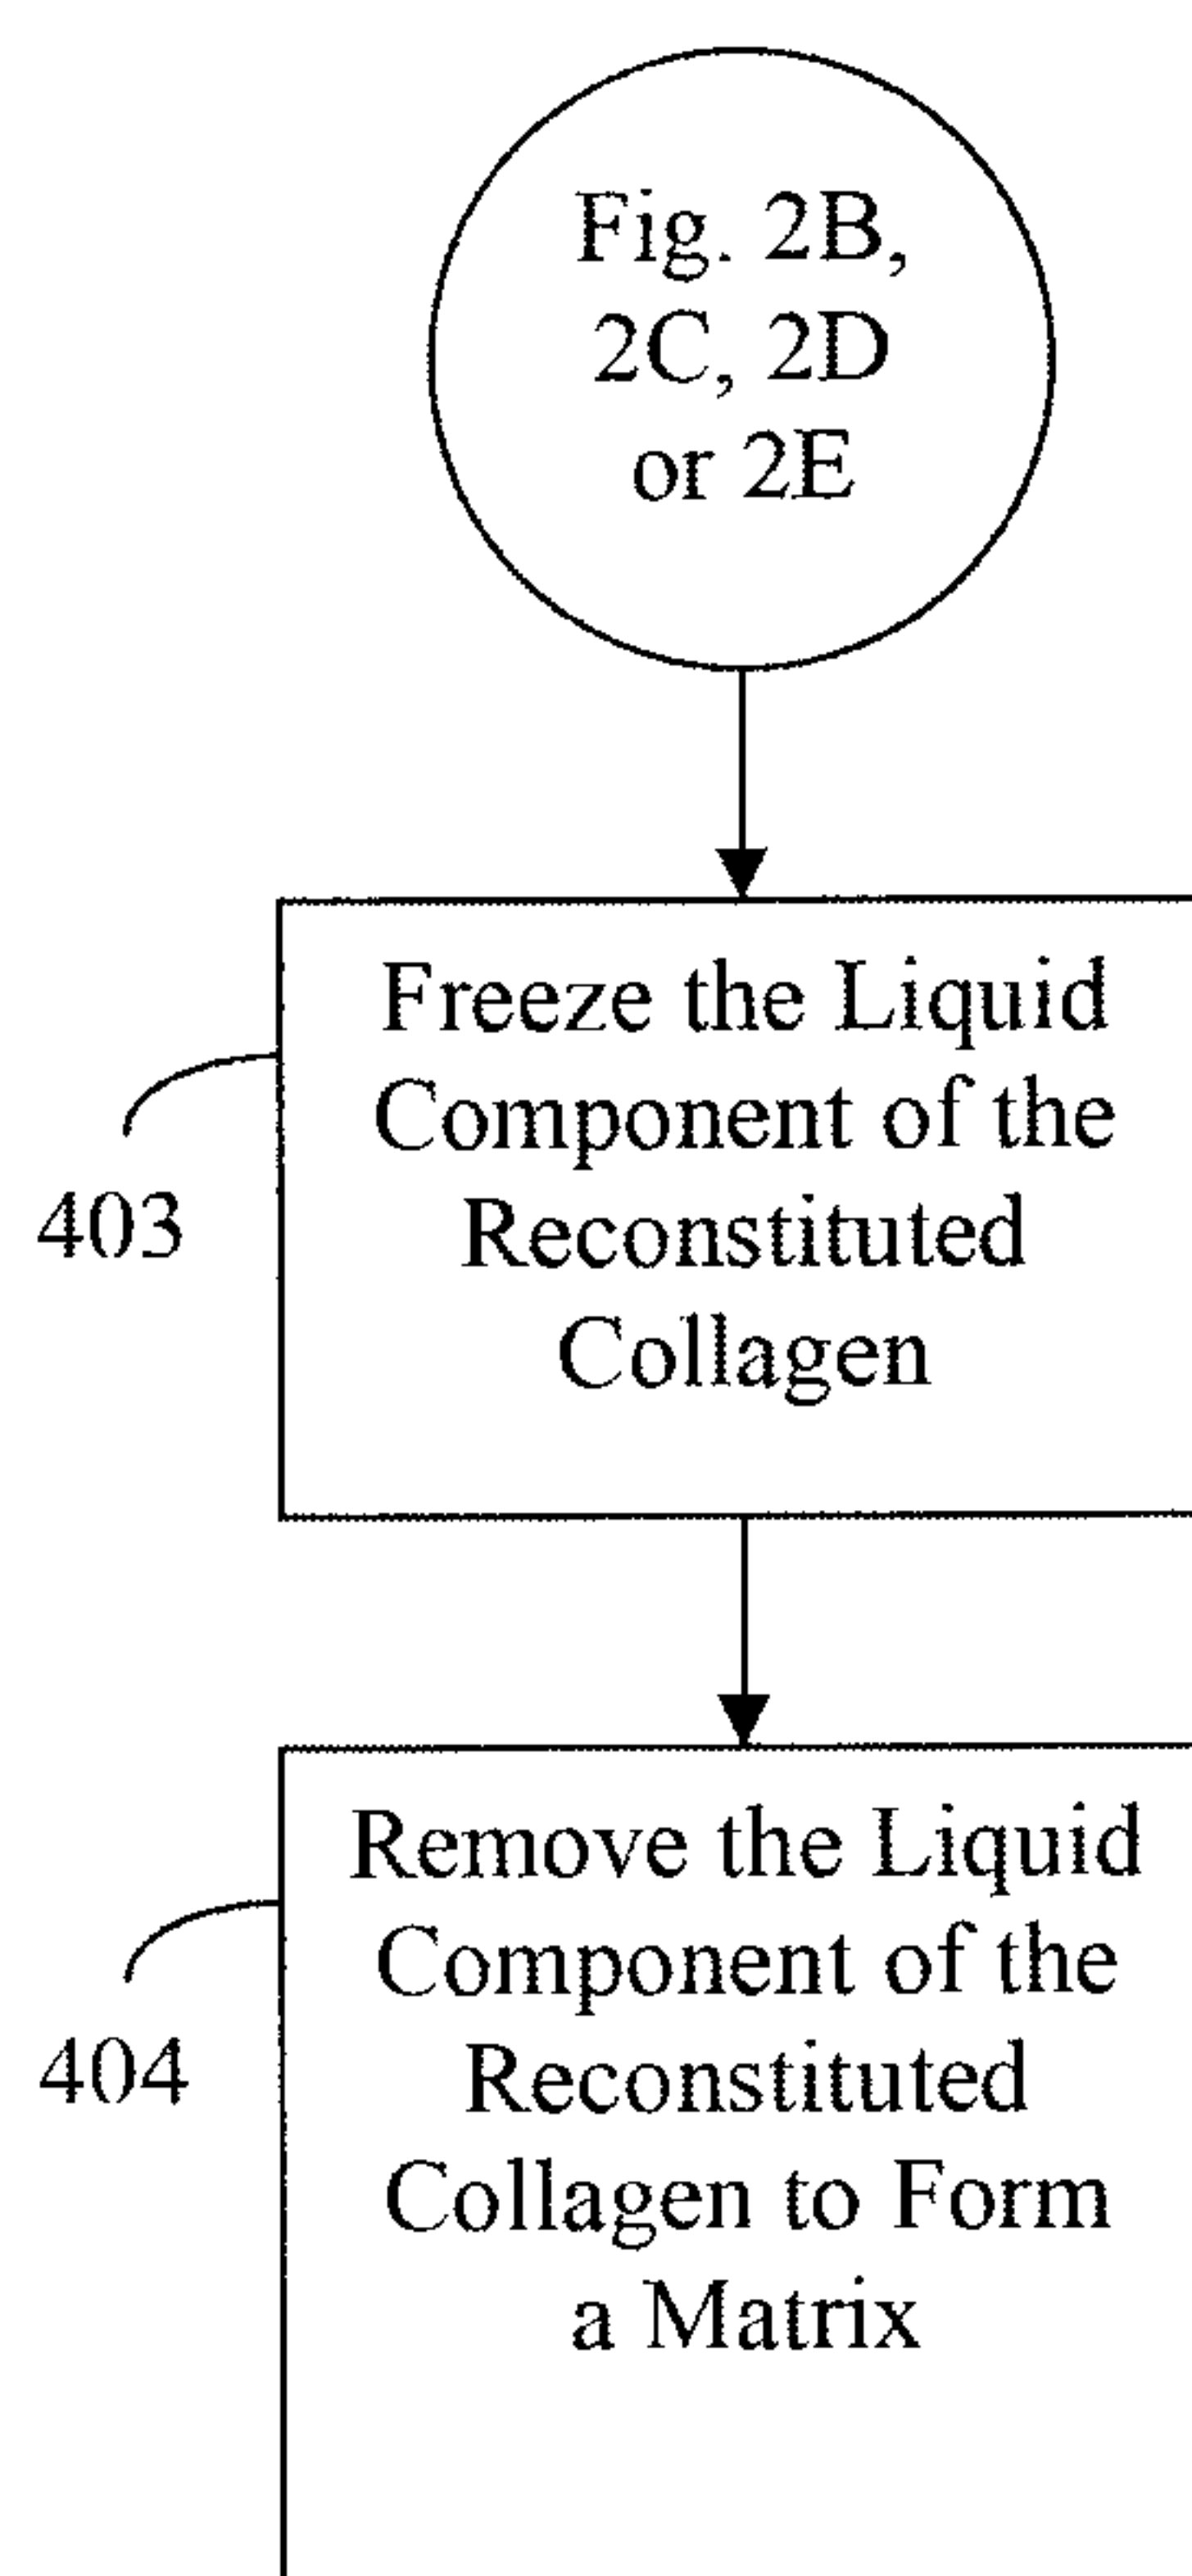 Fig. 2B,
2C, 2D
or 2E
Freeze the Liquid
Component of the
Reconstituted
Collagen
403
Remove the Liquid
Component of the
Reconstituted
Collagen to Form
a Matrix
404